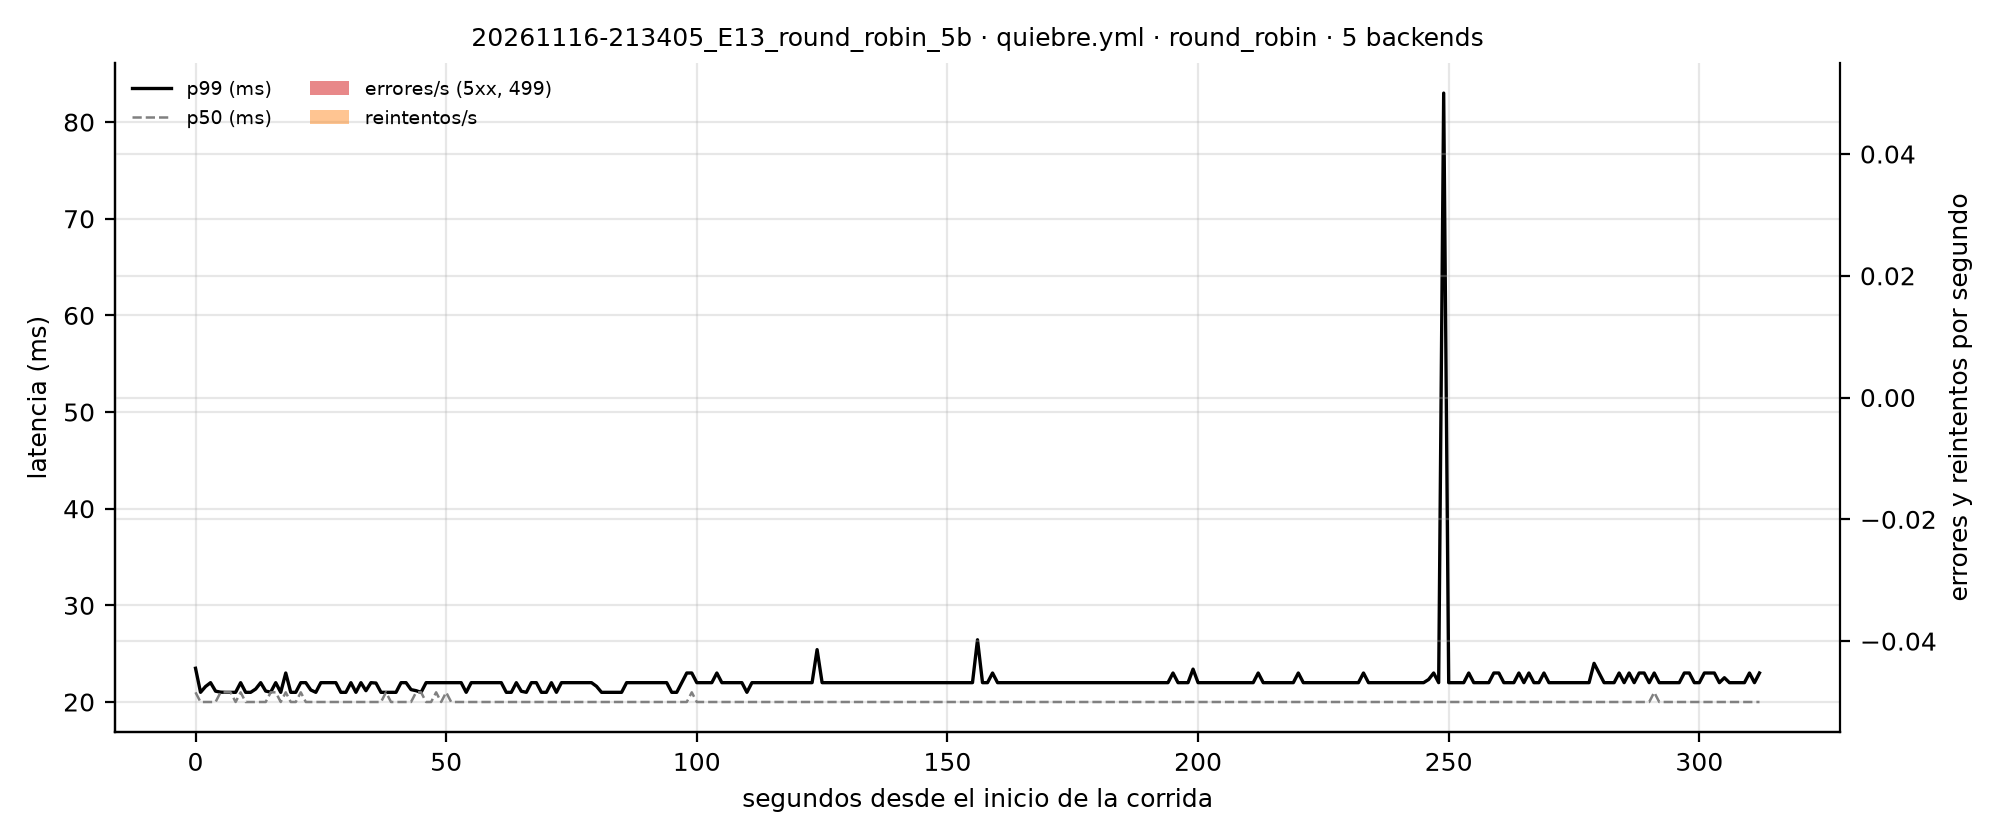 20261116-213405_E13_round_robin_5b · quiebre.yml · round_robin · 5 backends
p99 (ms)
p50 (ms)
errores/s (5xx, 499)
reintentos/s
latencia (ms)
80
70
60
50
40
30
20
0.04
0.02
0.00
−0.02
−0.04
errores y reintentos por segundo
0
50
100
150
200
250
300
segundos desde el inicio de la corrida